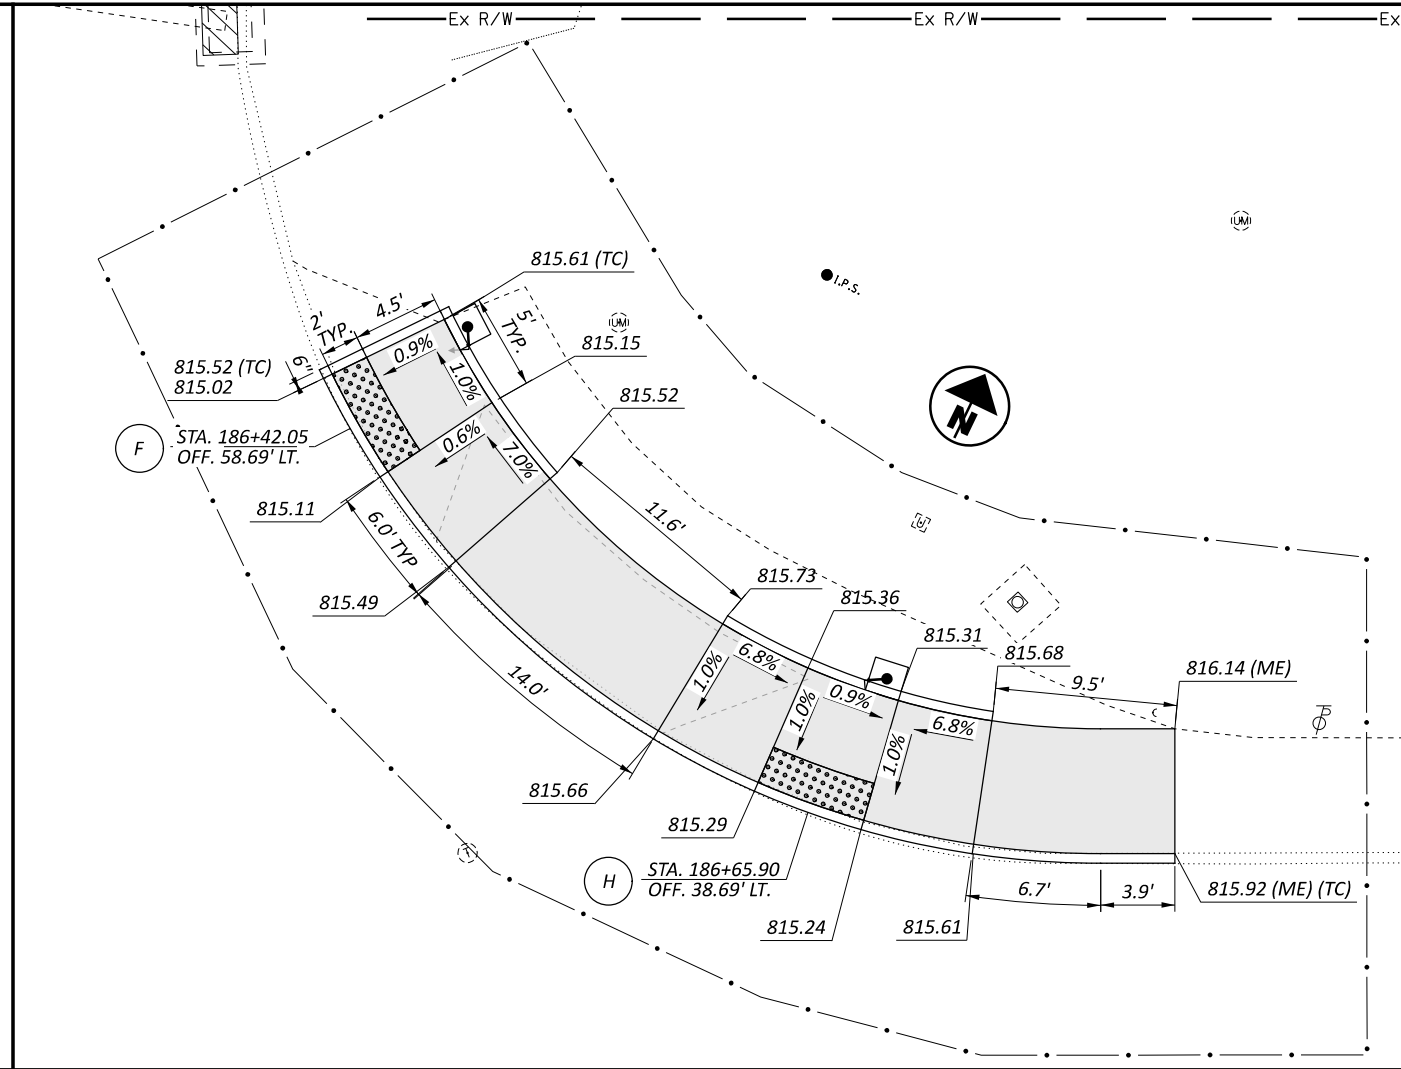 Ex R/W
Ex R/W
Ex
UM
I.P.S.
815.61 (TC)
4.5'
2'
TYP.
5'
TYP.
UM
6"
815.52 (TC)
815.02
0.9%
1.0%
815.15
815.52
N
F
STA. 186+42.05
OFF. 58.69' LT.
0.6%
7.0%
815.11
6.0' TYP
11.6'
815.49
815.73
815.36
815.31
815.68
816.14 (ME)
9.5'
14.0'
6.8%
1.0%
1.0%
0.9%
6.8%
1.0%
815.66
815.29
H
STA. 186+65.90
OFF. 38.69' LT.
6.7'
3.9'
815.92 (ME) (TC)
815.24
815.61